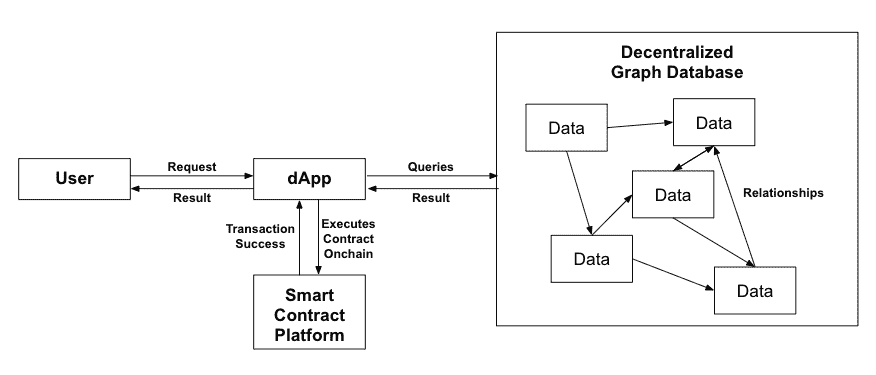 Decentralized
Graph Database
Data
Data
User
Request
Result
dApp
Queries
Result
Data
Relationships
Transaction
Success
Executes
Contract
Onchain
Data
Data
Smart
Contract
Platform